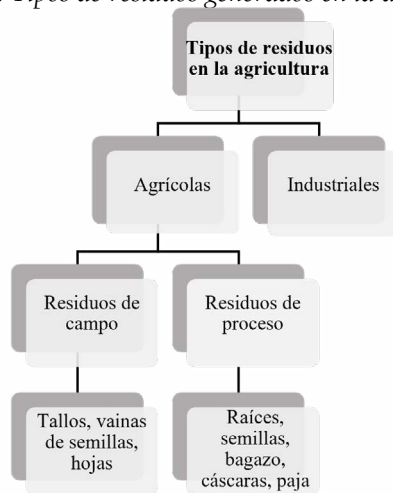 Tipos de residuos generados en la
Tipos de residuos
en la agricultura
Agrícolas
Industriales
Residuos de
campo
Residuos de
proceso
Tallos, vainas
de semillas,
hojas
Raíces,
semillas,
bagazo,
cáscaras, paja